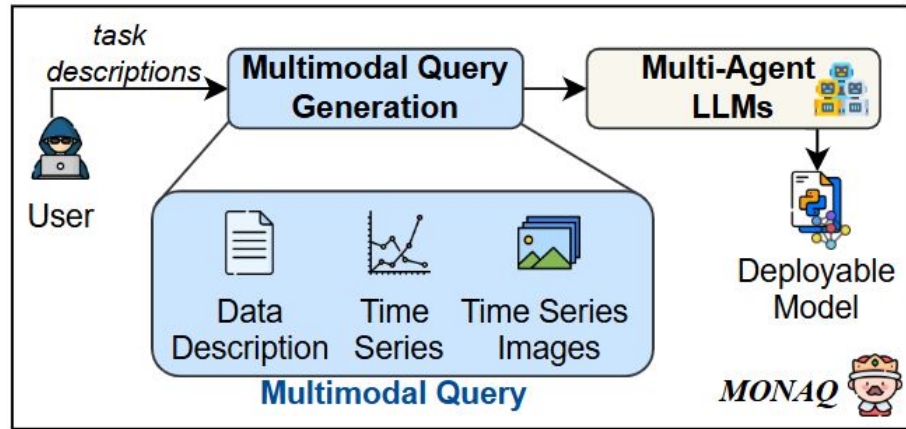 task
descriptions
Multimodal Query
Generation
Multi-Agent
LLMs
User
Data
Description
Time
Series
Time Series
Images
Deployable
Model
Multimodal Query
MONAQ